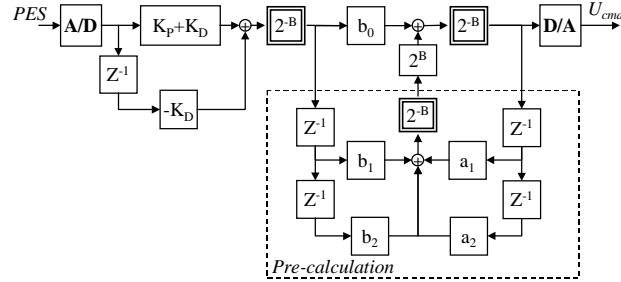 PES A/D K_P+K_D + 2^-B b_0 + 2^-B D/A U_cmd
Z^-1 2^B
-K_D 2^-B
Z^-1 b_1 + a_1 Z^-1
Z^-1 Z^-1
b_2 a_2
Pre-calculation